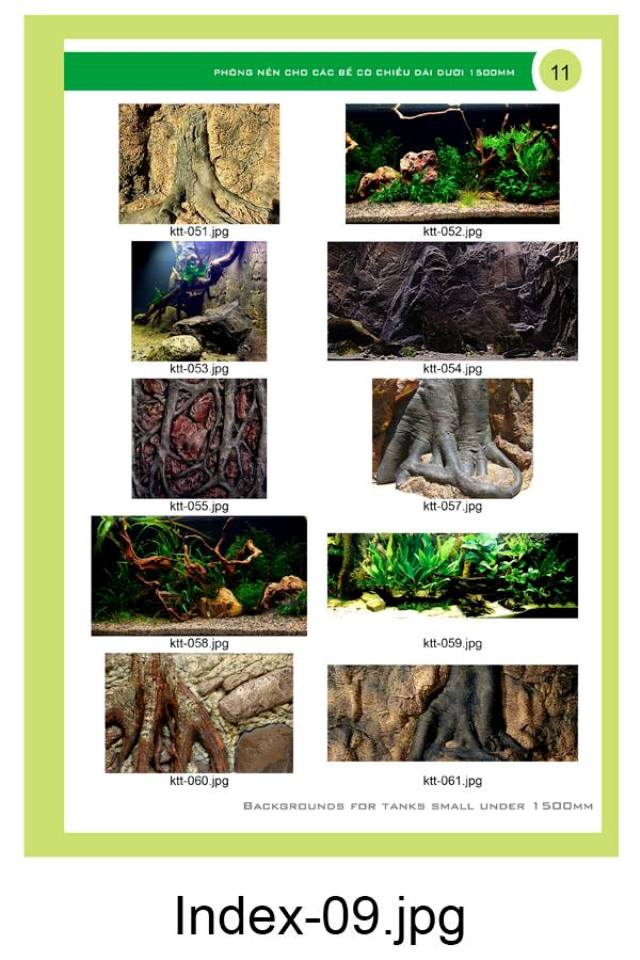 PHÔNG NỀN CHO CÁC BỂ CÓ CHIỀU DÀI DƯỚI 1500MM
11
ktt-051.jpg
ktt-052.jpg
ktt-053.jpg
ktt-054.jpg
ktt-055.jpg
ktt-057.jpg
ktt-058.jpg
ktt-059.jpg
ktt-060.jpg
ktt-061.jpg
BACKGROUNDS FOR TANKS SMALL UNDER 1500MM
Index-09.jpg